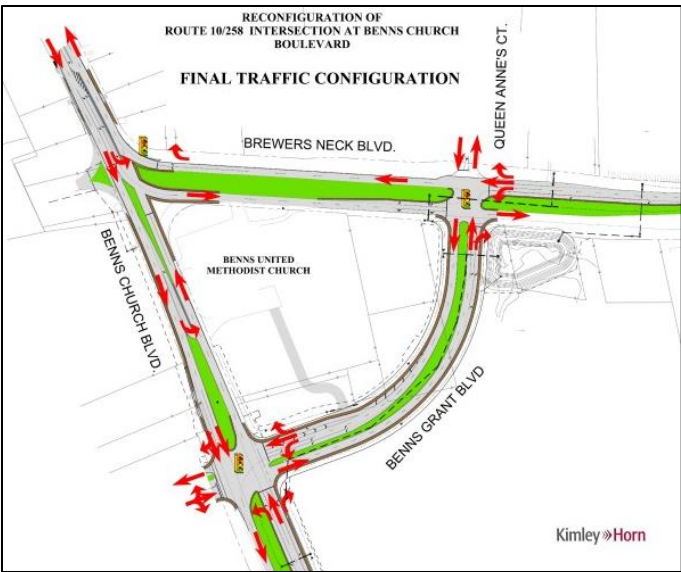 RECONFIGURATION OF
ROUTE 10/258 INTERSECTION AT BENNS CHURCH
BOULEVARD
FINAL TRAFFIC CONFIGURATION
QUEEN ANNE'S CT.
BREWERS NECK BLVD.
BENNS UNITED
METHODIST CHURCH
BENNS CHURCH BLVD.
BENNS GRANT BLVD
Kimley»Horn